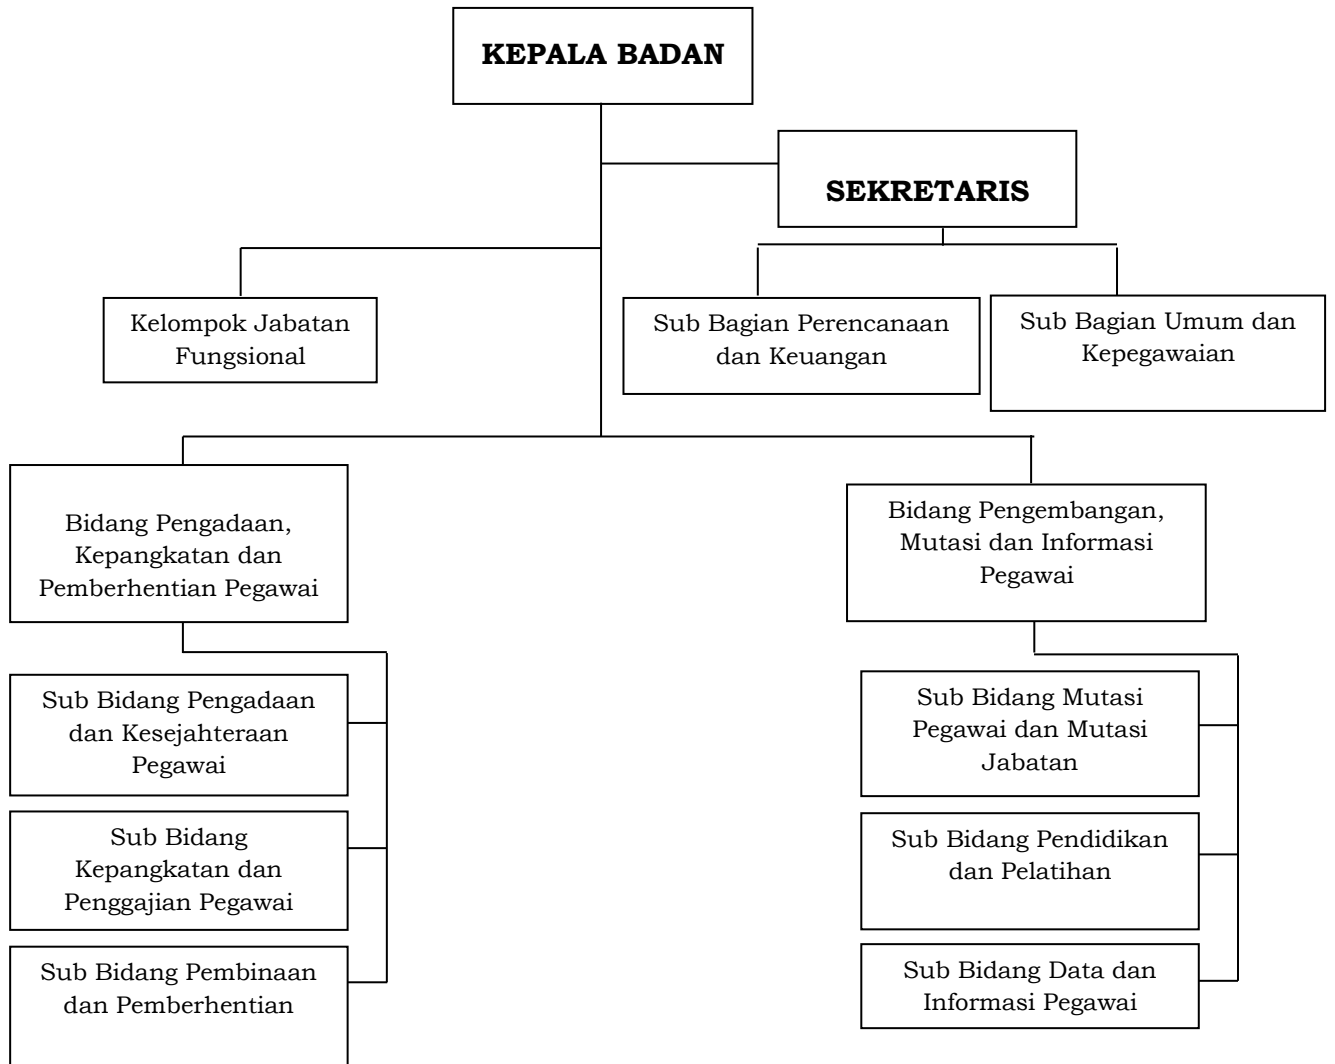 KEPALA BADAN
SEKRETARIS
Kelompok Jabatan
Fungsional
Sub Bagian Perencanaan
dan Keuangan
Sub Bagian Umum dan
Kepegawaian
Bidang Pengadaan,
Kepangkatan dan
Pemberhentian Pegawai
Sub Bidang Pengadaan
dan Kesejahteraan
Pegawai
Sub Bidang
Kepangkatan dan
Penggajian Pegawai
Sub Bidang Pembinaan
dan Pemberhentian
Bidang Pengembangan,
Mutasi dan Informasi
Pegawai
Sub Bidang Mutasi
Pegawai dan Mutasi
Jabatan
Sub Bidang Pendidikan
dan Pelatihan
Sub Bidang Data dan
Informasi Pegawai